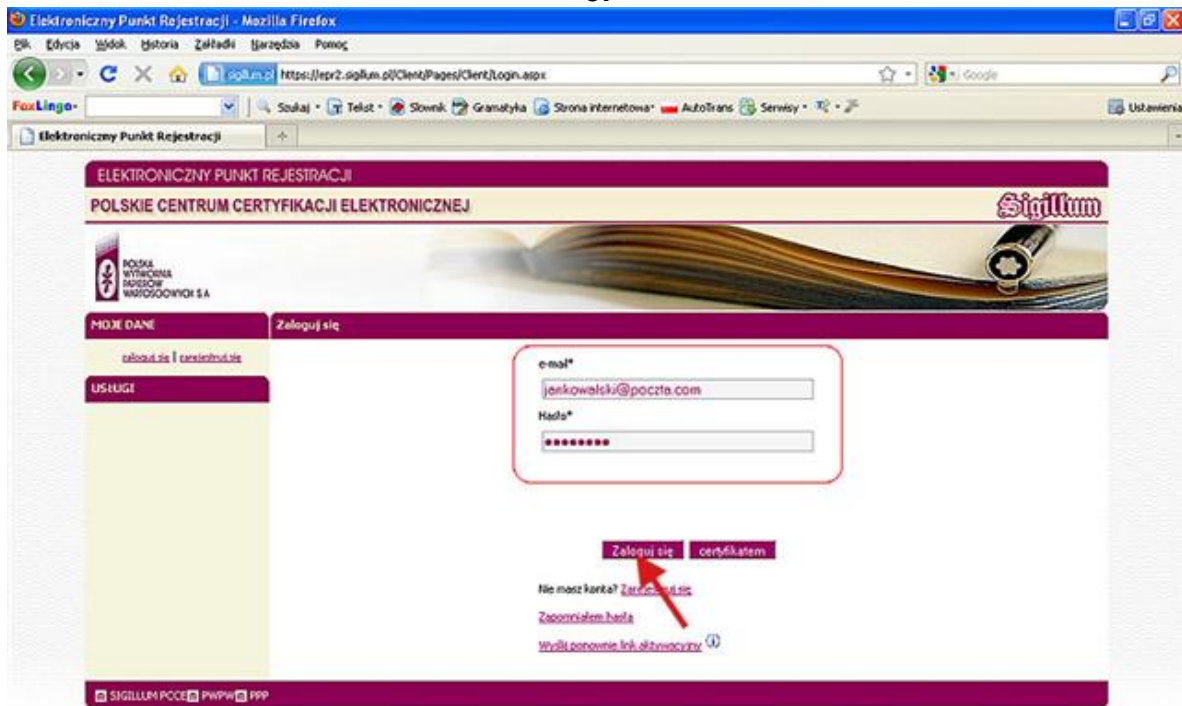 Elektroniczny Punkt Rejestracji - Mozilla Firefox
Plik Edycja Widok Historia Zakładki Narzędzia Pomoc
sigillum.pl https://epr2.sigillum.pl/Client/Pages/Client/Login.aspx Google
FoxLingo Szukaj Tekst Słownik Gramatyka Strona internetowa AutoTrans Serwisy Ustawienia
Elektroniczny Punkt Rejestracji
ELEKTRONICZNY PUNKT REJESTRACJI
POLSKIE CENTRUM CERTYFIKACJI ELEKTRONICZNEJ Sigillum
POLSKA
WYTWÓRNIA
PAPIERÓW
WARTOŚCIOWYCH S.A.
MOJE DANE Zaloguj się
zaloguj się | zarejestruj się
e-mail*
USŁUGI
jankowalski@poczta.com
Hasło*
Zaloguj się certyfikatem
Nie masz konta? Zarejestruj się
Zapomniałem hasła
Wyślij ponownie link aktywacyjny
SIGILLUM PCCE PWPW PPP